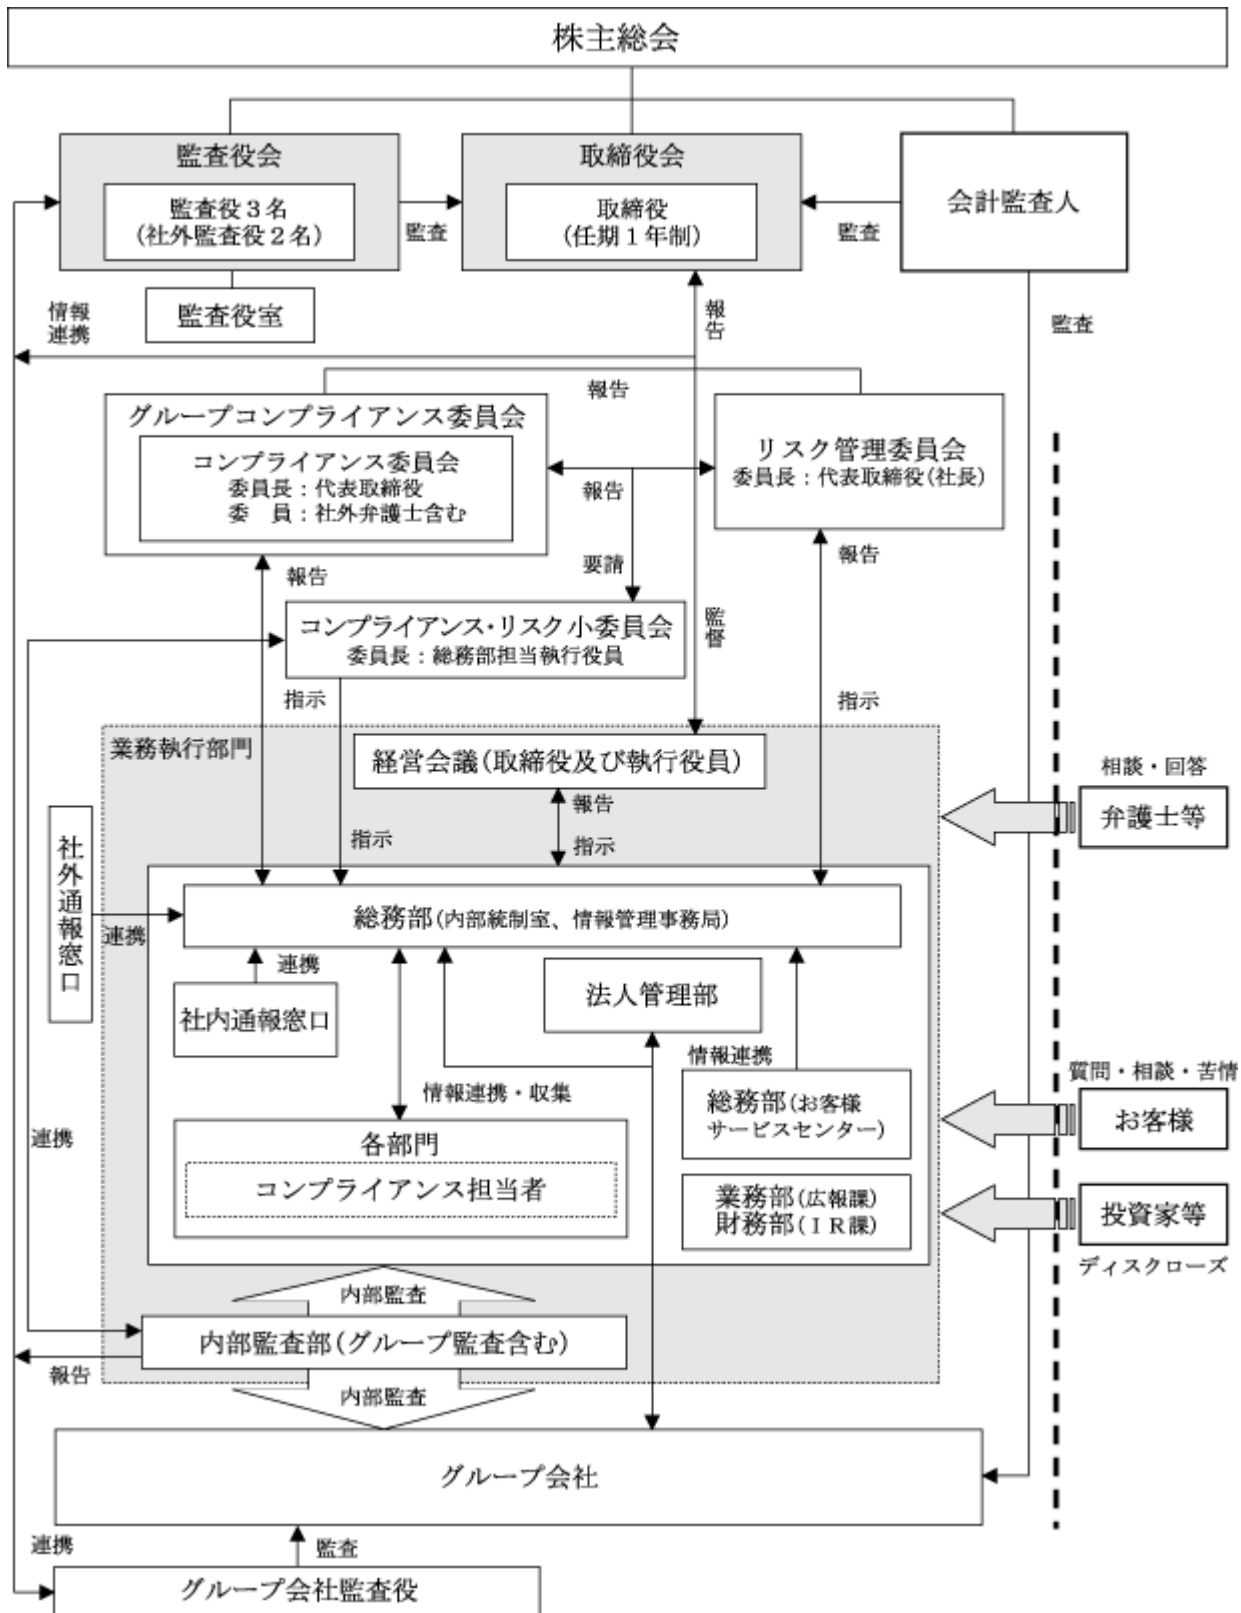 株主総会
監査役会
監査役３名
(社外監査役２名)
監査
取締役会
取締役
(任期１年制)
監査
会計監査人
監査役室
情報
連携
報告
監査
報告
グループコンプライアンス委員会
コンプライアンス委員会
委員長：代表取締役
委　員：社外弁護士含む
報告
リスク管理委員会
委員長：代表取締役(社長)
報告
要請
報告
コンプライアンス・リスク小委員会
委員長：総務部担当執行役員
監督
指示
指示
業務執行部門
経営会議(取締役及び執行役員)
報告
指示
指示
相談・回答
弁護士等
社外通報窓口
連携
総務部(内部統制室、情報管理事務局)
連携
社内通報窓口
法人管理部
情報連携
情報連携・収集
総務部(お客様
サービスセンター)
質問・相談・苦情
お客様
連携
各部門
コンプライアンス担当者
業務部(広報課)
財務部(ＩＲ課)
投資家等
ディスクローズ
内部監査
内部監査部(グループ監査含む)
報告
内部監査
グループ会社
連携
監査
グループ会社監査役